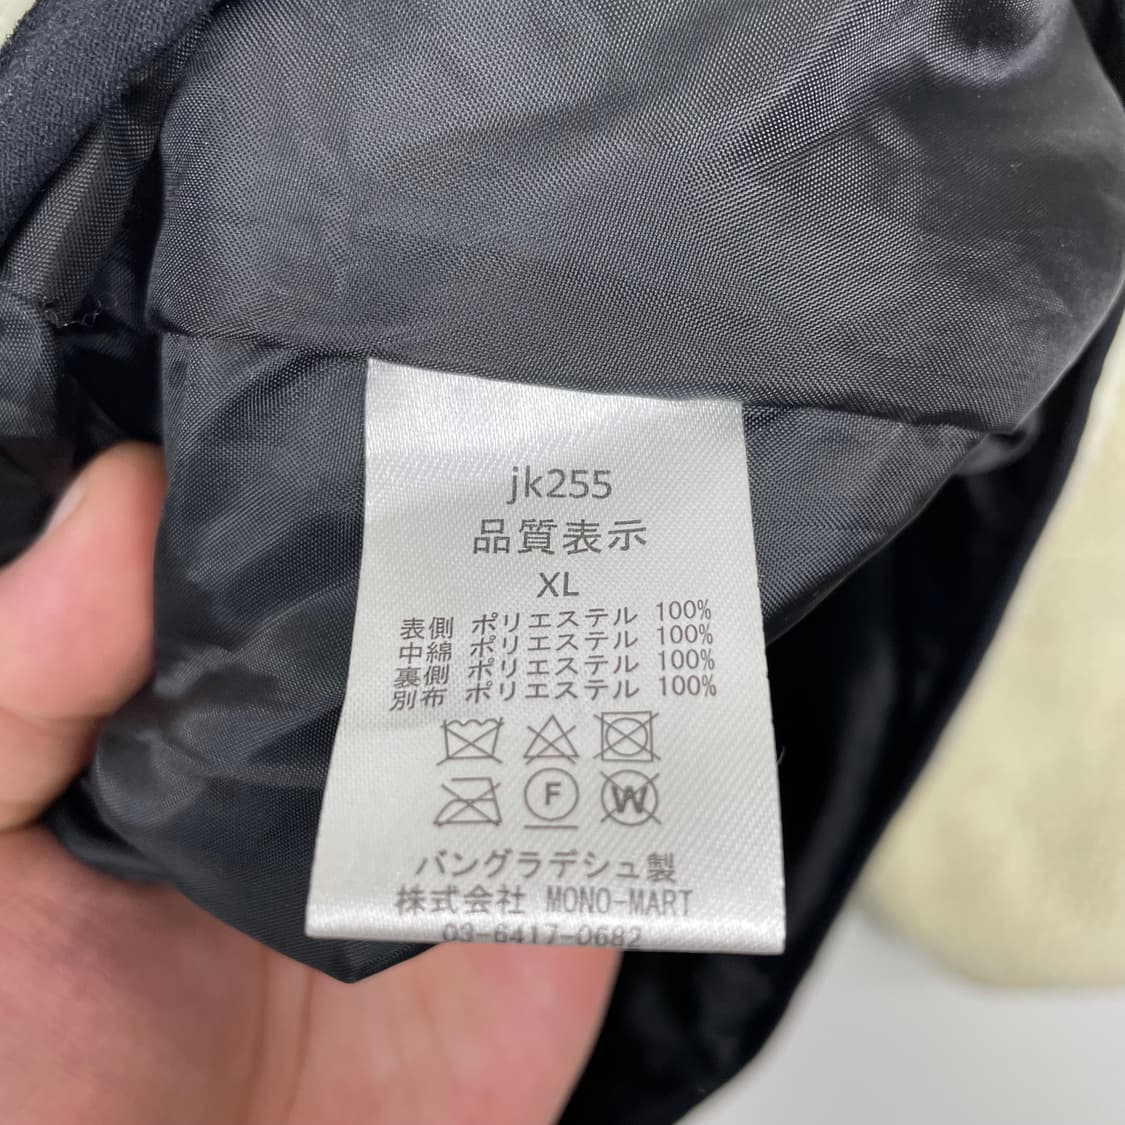 jk255
品質表示
XL
表側 ポリエステル 100%
中綿 ポリエステル 100%
裏側 ポリエステル 100%
別布 ポリエステル 100%
F
W
バングラデシュ製
株式会社 MONO-MART
03-6417-0682